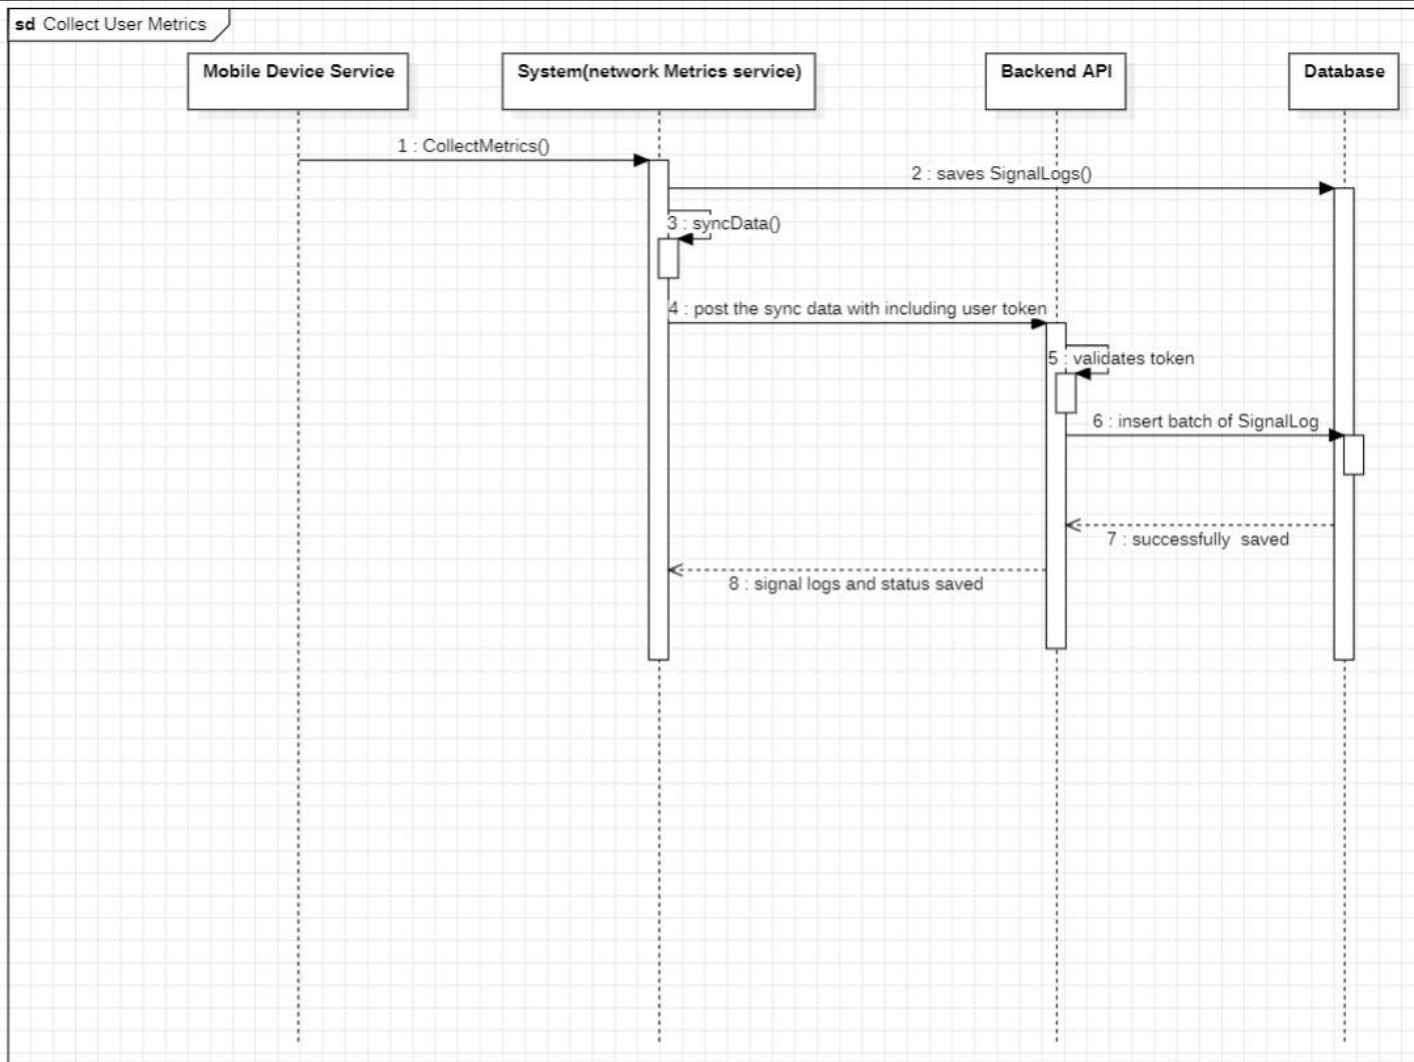 sd Collect User Metrics
Mobile Device Service
System(network Metrics service)
Backend API
Database
1 : CollectMetrics()
2 : saves SignalLogs()
3 : syncData()
4 : post the sync data with including user token
5 : validates token
6 : insert batch of SignalLog
7 : successfully  saved
8 : signal logs and status saved